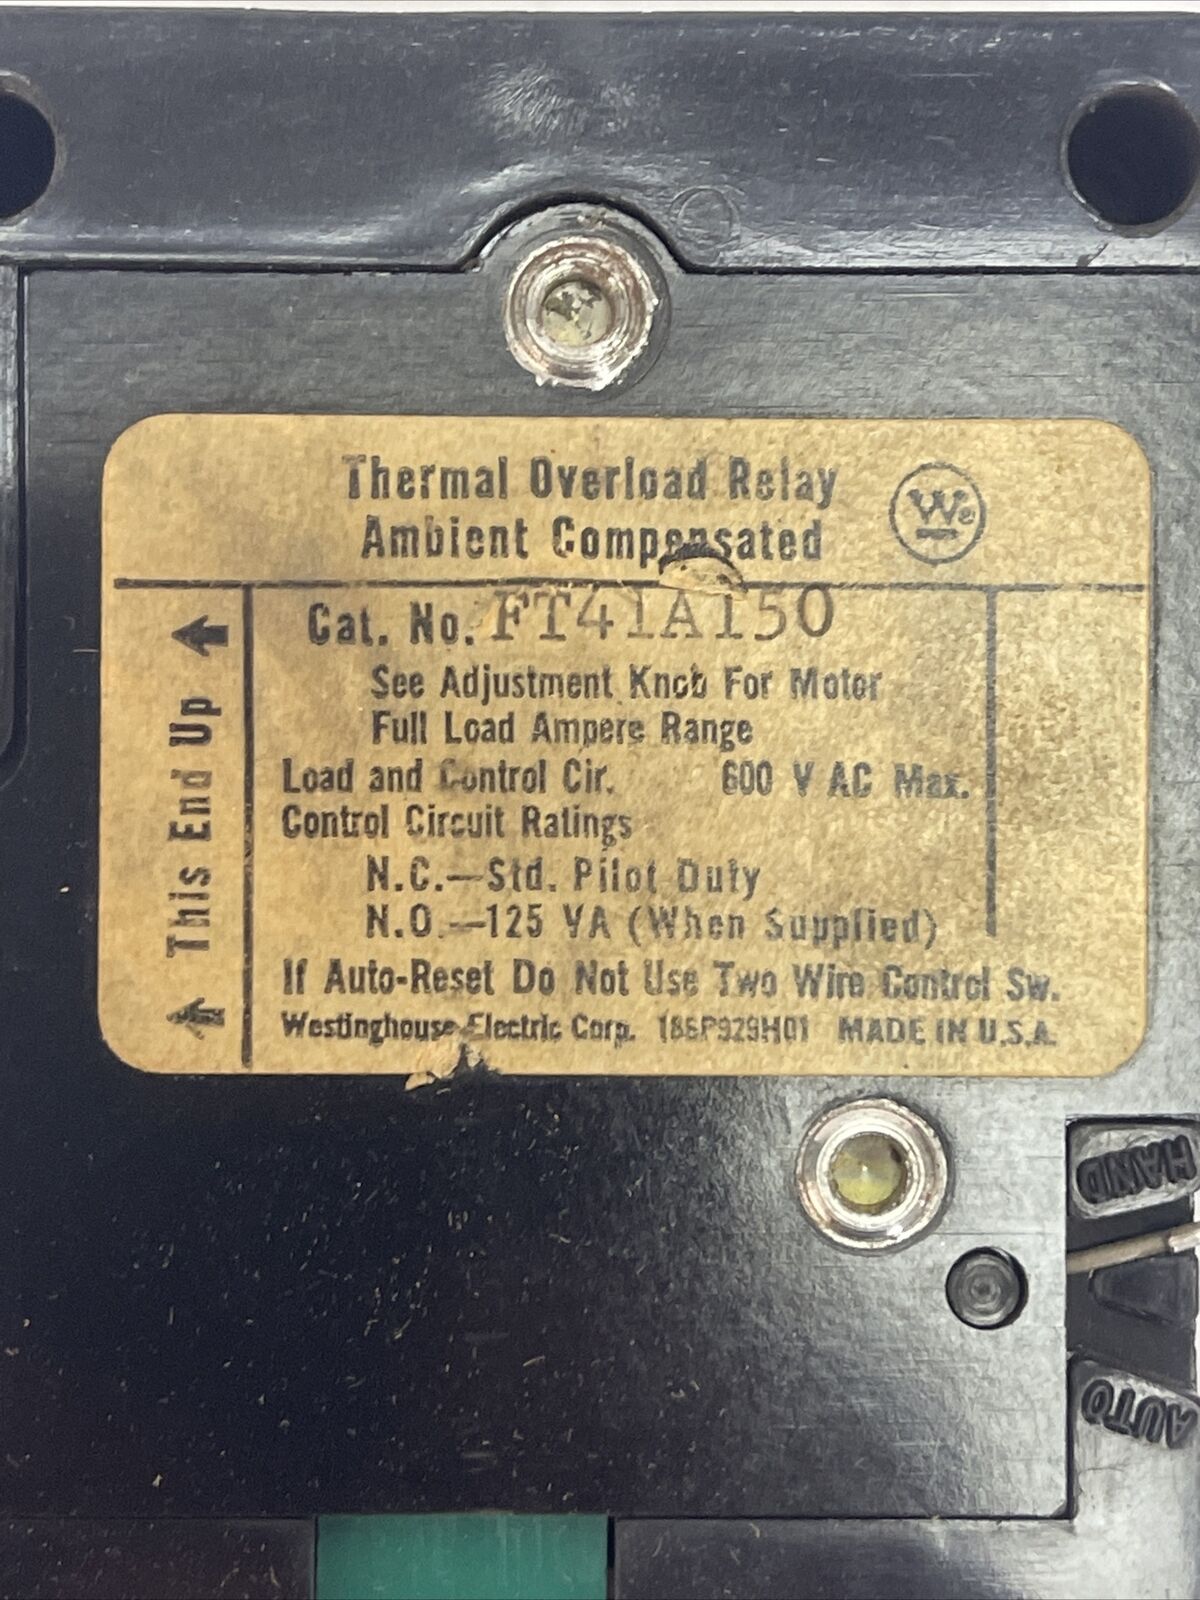 Thermal Overload Relay
Ambient Compensated
We
Cat. No. FT41A150
See Adjustment Knob For Motor
Full Load Ampere Range
Load and Control Cir. 600 V AC Max.
Control Circuit Ratings
N.C.—Std. Pilot Duty
N.O.—125 VA (When Supplied)
If Auto-Reset Do Not Use Two Wire Control Sw.
Westinghouse Electric Corp. 186P929H01 MADE IN U.S.A.
This End Up
HAND
AUTO